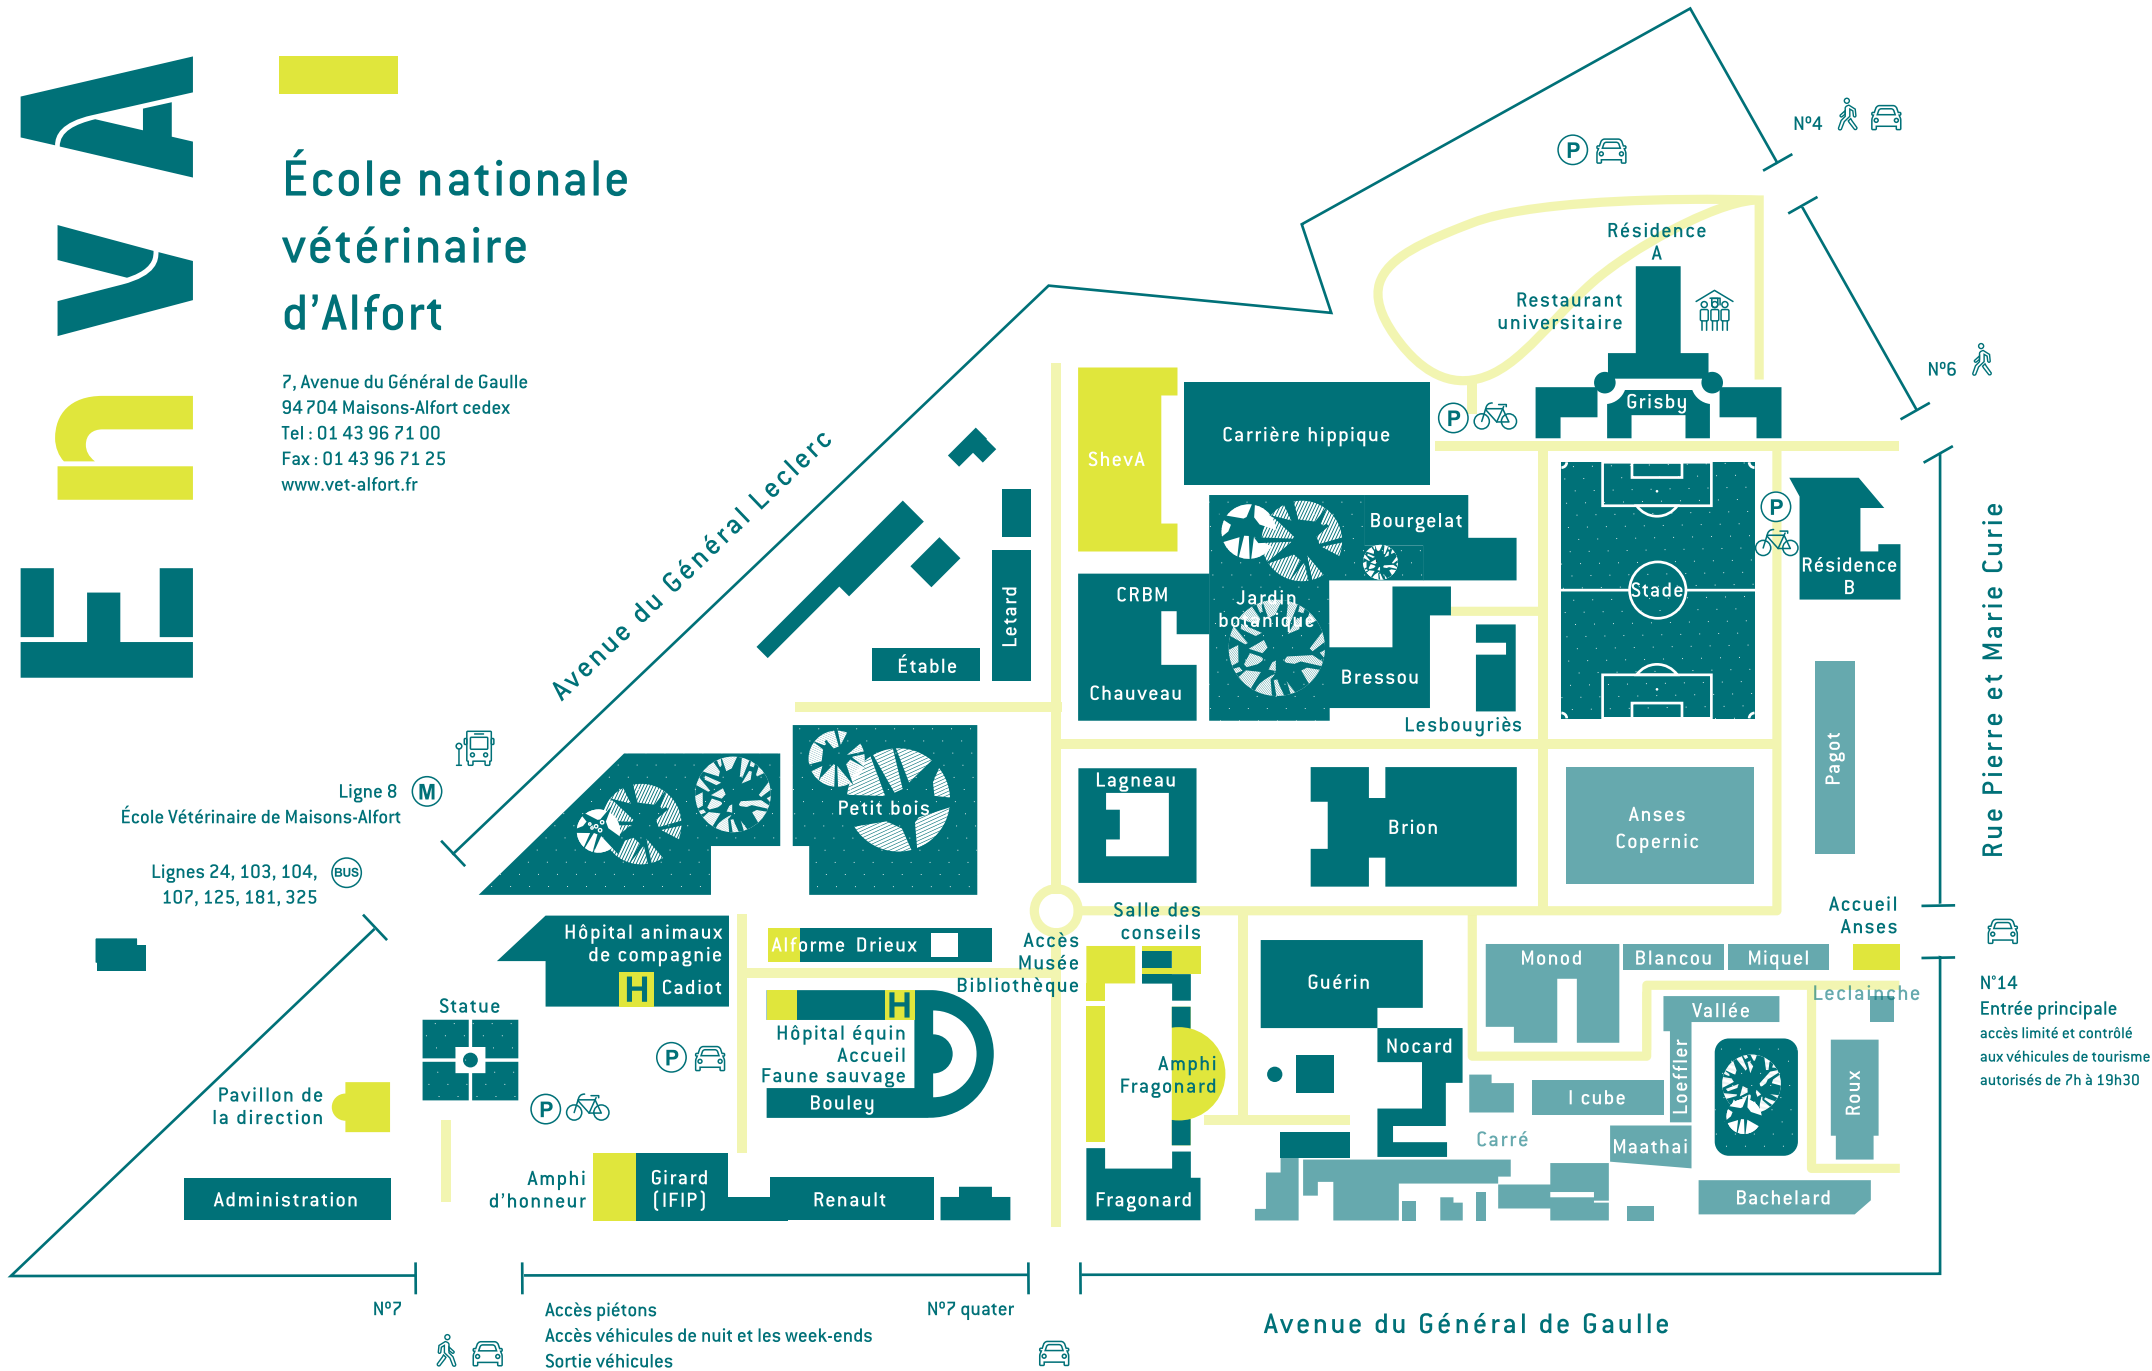 EnvA
École nationale
vétérinaire
d'Alfort
7, Avenue du Général de Gaulle
94 704 Maisons-Alfort cedex
Tel : 01 43 96 71 00
Fax : 01 43 96 71 25
www.vet-alfort.fr
Nº4
P
Résidence
A
Restaurant
universitaire
Nº6
Grisby
P
Carrière hippique
ShevA
Avenue du Général Leclerc
Bourgelat
P
Résidence
B
Stade
Rue Pierre et Marie Curie
CRBM
Jardin
botanique
Letard
Étable
Chauveau
Bressou
Lesbouyriès
Pagot
Ligne 8 M
École Vétérinaire de Maisons-Alfort
Lignes 24, 103, 104, BUS
107, 125, 181, 325
Petit bois
Lagneau
Brion
Anses
Copernic
Accueil
Anses
Salle des
conseils
Hôpital animaux
de compagnie
H Cadiot
Alforme Drieux
Accès
Musée
Bibliothèque
Guérin
Monod
Blancou
Miquel
Leclainche
N°14
Entrée principale
accès limité et contrôlé
aux véhicules de tourisme
autorisés de 7h à 19h30
Statue
H
Hôpital équin
Accueil
Faune sauvage
Bouley
P
Vallée
Nocard
Loeffler
Amphi
Fragonard
I cube
Roux
Pavillon de
la direction
P
Carré
Maathai
Amphi
d'honneur
Girard
(IFIP)
Administration
Renault
Fragonard
Bachelard
Nº7
Accès piétons
Accès véhicules de nuit et les week-ends
Sortie véhicules
Nº7 quater
Avenue du Général de Gaulle